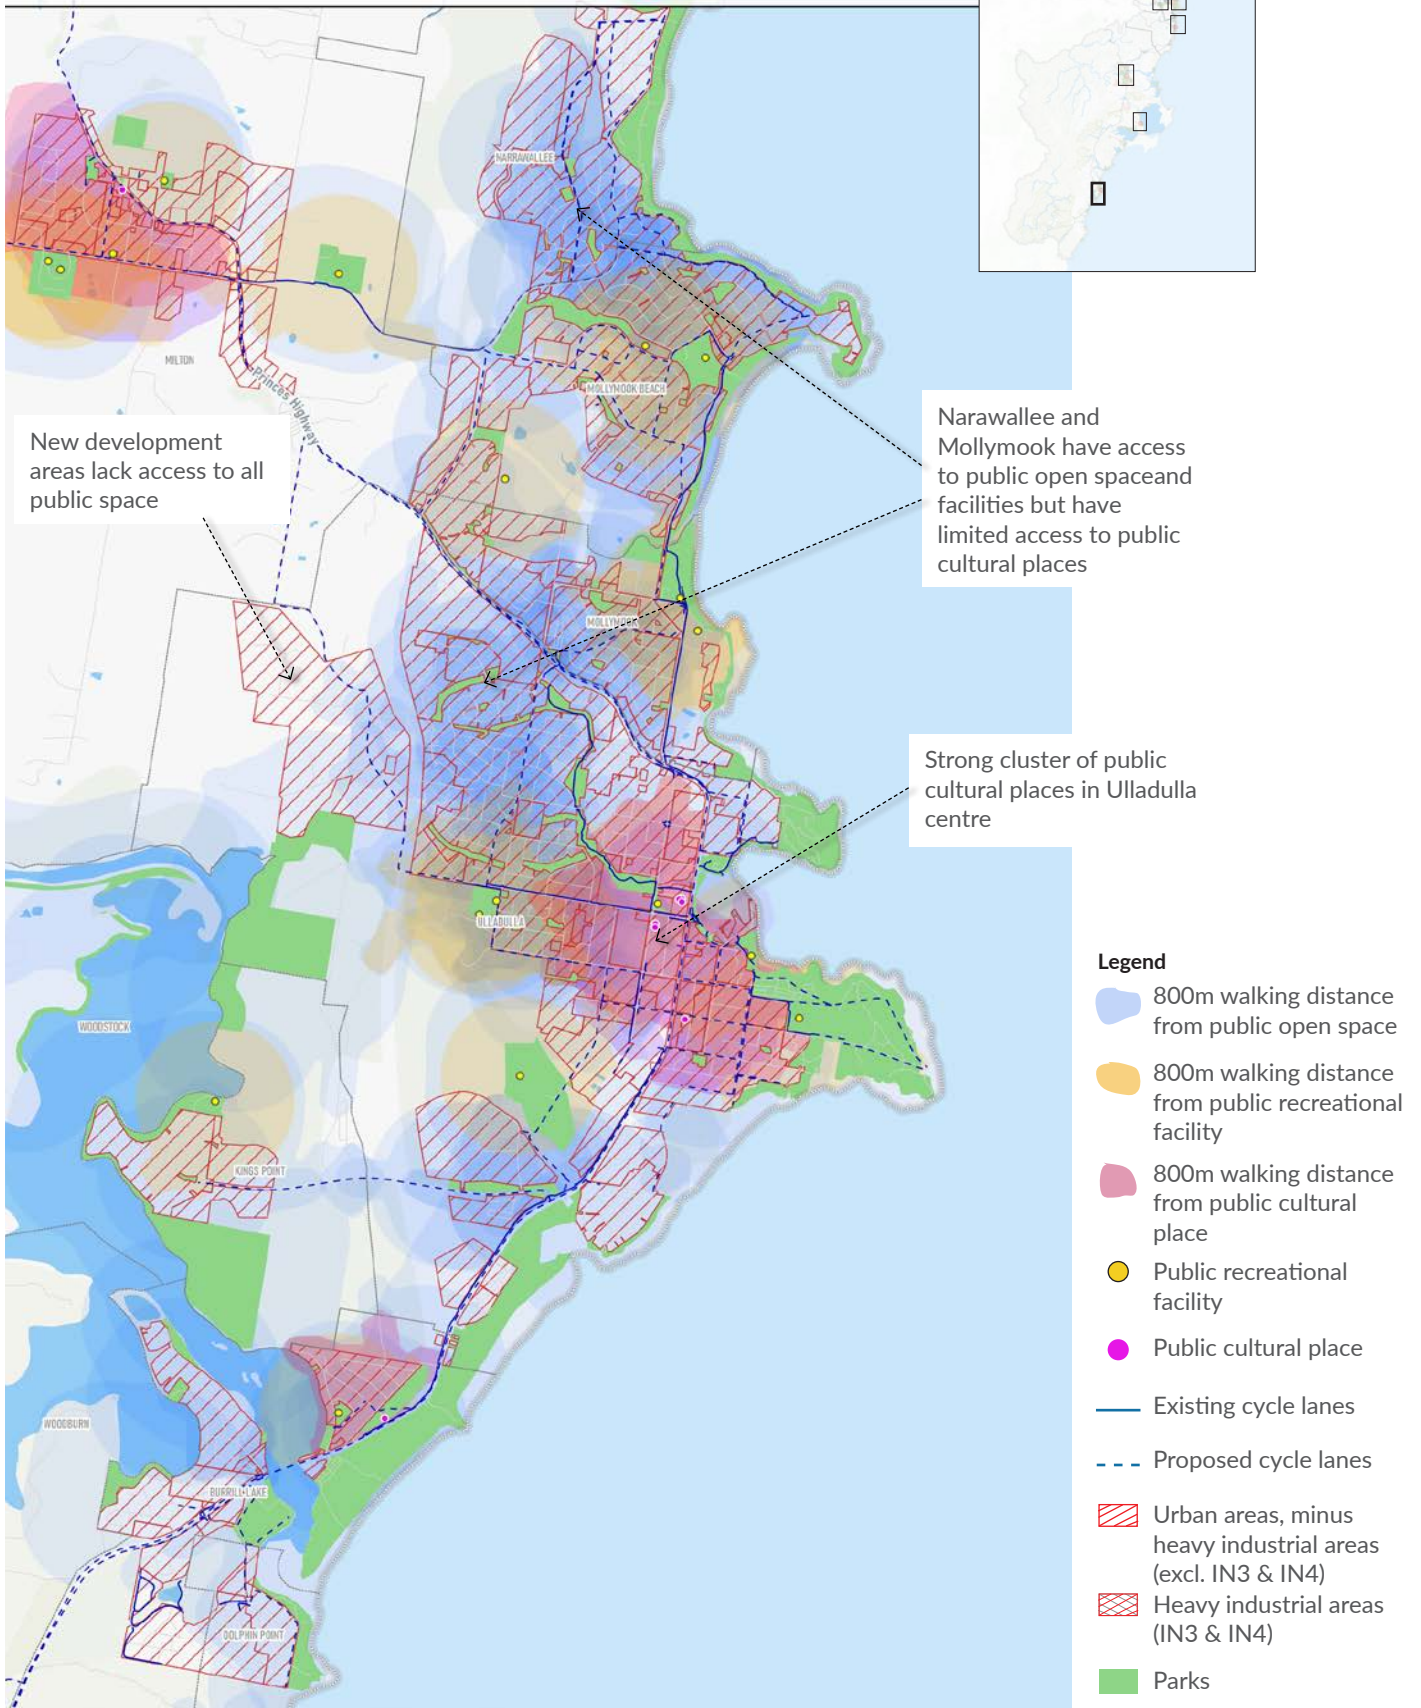 NARRAWALLEE
MILTON
Princes Highway
MOLLYMOOK BEACH
New development
areas lack access to all
public space
Narawallee and
Mollymook have access
to public open spaceand
facilities but have
limited access to public
cultural places
MOLLYMOOK
Strong cluster of public
cultural places in Ulladulla
centre
ULLADULLA
WOODSTOCK
KINGS POINT
WOODBURN
BURRILL LAKE
DOLPHIN POINT
Legend
800m walking distance
from public open space
800m walking distance
from public recreational
facility
800m walking distance
from public cultural
place
Public recreational
facility
Public cultural place
Existing cycle lanes
Proposed cycle lanes
Urban areas, minus
heavy industrial areas
(excl. IN3 & IN4)
Heavy industrial areas
(IN3 & IN4)
Parks